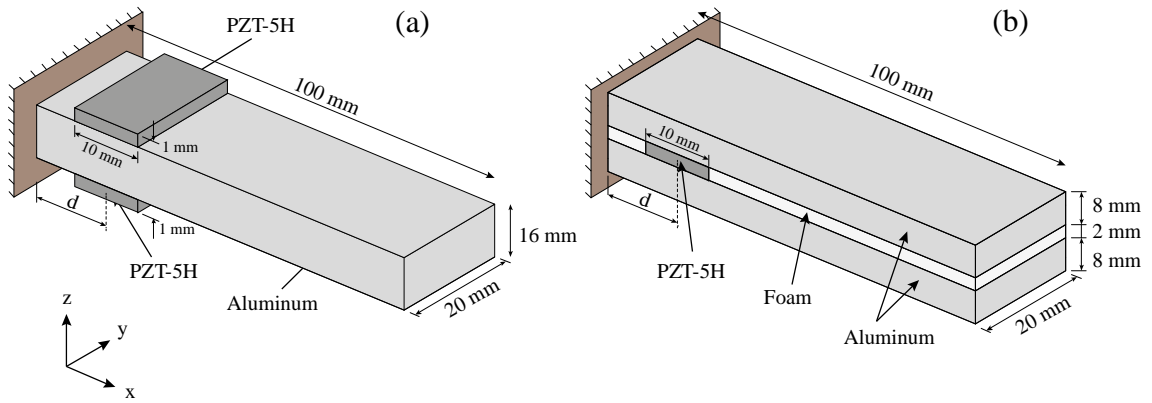 (a)
PZT-5H
100 mm
10 mm
1 mm
d
1 mm
PZT-5H
Aluminum
16 mm
20 mm
z
y
x
(b)
100 mm
10 mm
d
PZT-5H
Foam
Aluminum
8 mm
2 mm
8 mm
20 mm